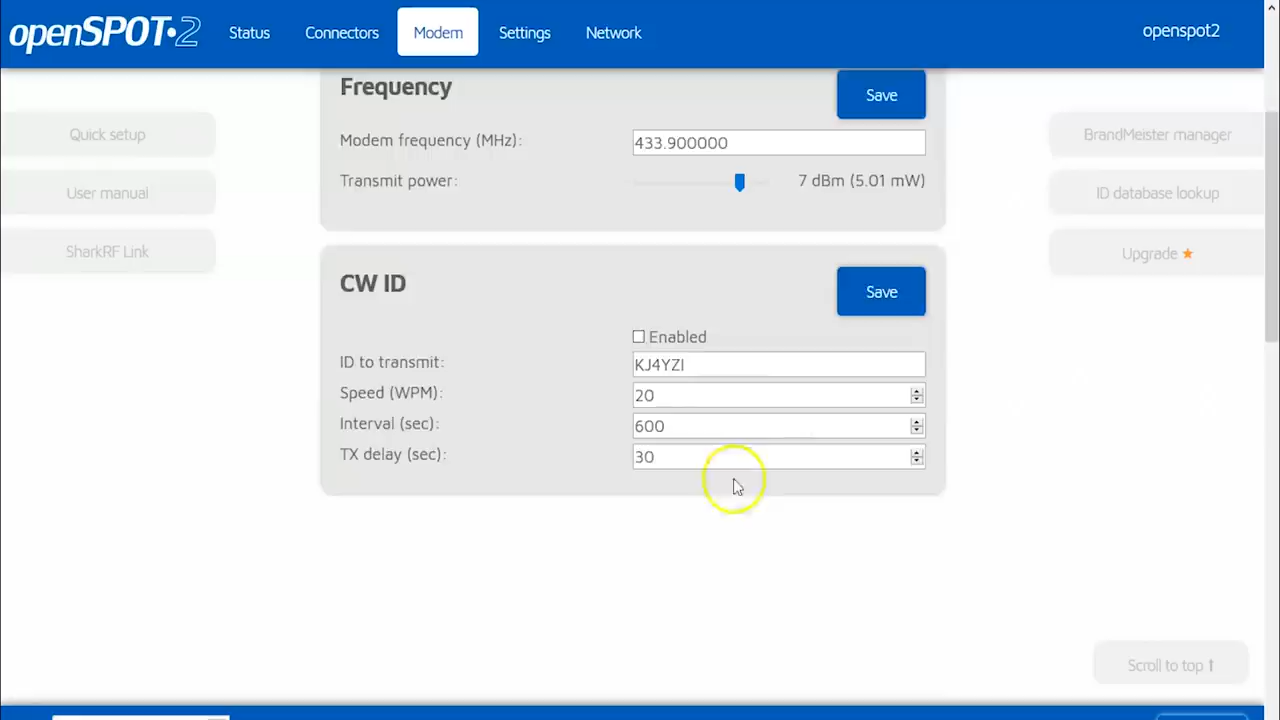 openSPOT·2 Status Connectors Modem Settings Network openspot2
Frequency Save
Quick setup BrandMeister manager
Modem frequency (MHz): 433.900000
Transmit power: 7 dBm (5.01 mW)
User manual ID database lookup
SharkRF Link Upgrade
CW ID Save
Enabled
ID to transmit: KJ4YZI
Speed (WPM): 20
Interval (sec): 600
TX delay (sec): 30
Scroll to top